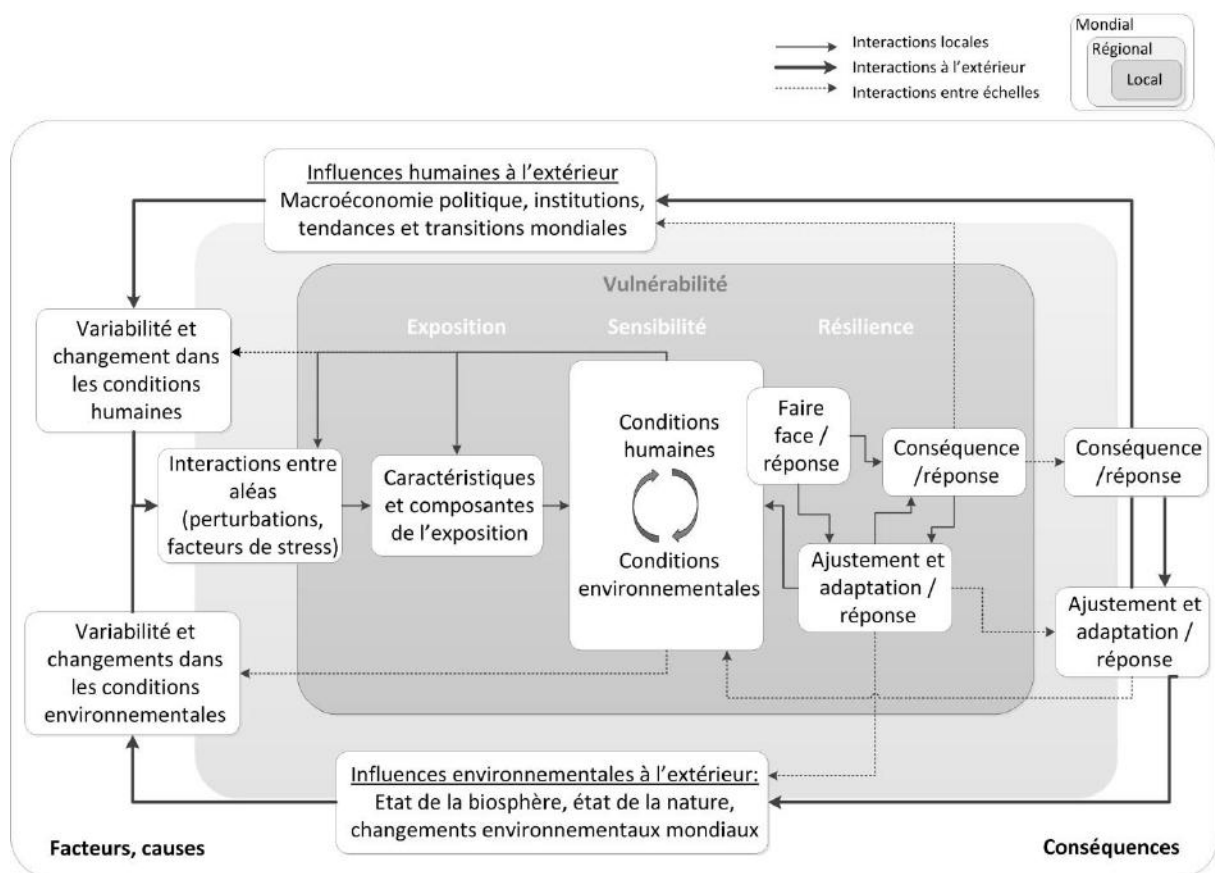 Mondial
Régional
Local
Interactions locales
Interactions à l'extérieur
Interactions entre échelles
Influences humaines à l'extérieur
Macroéconomie politique, institutions,
tendances et transitions mondiales
Vulnérabilité
Exposition
Sensibilité
Résilience
Variabilité et
changement dans
les conditions
humaines
Interactions entre
aléas
(perturbations,
facteurs de stress)
Caractéristiques
et composantes
de l'exposition
Conditions
humaines
Conditions
environnementales
Faire
face /
réponse
Conséquence
/réponse
Conséquence
/réponse
Ajustement et
adaptation /
réponse
Ajustement et
adaptation /
réponse
Variabilité et
changements dans
les conditions
environnementales
Influences environnementales à l'extérieur:
Etat de la biosphère, état de la nature,
changements environmentaux mondiaux
Facteurs, causes
Conséquences